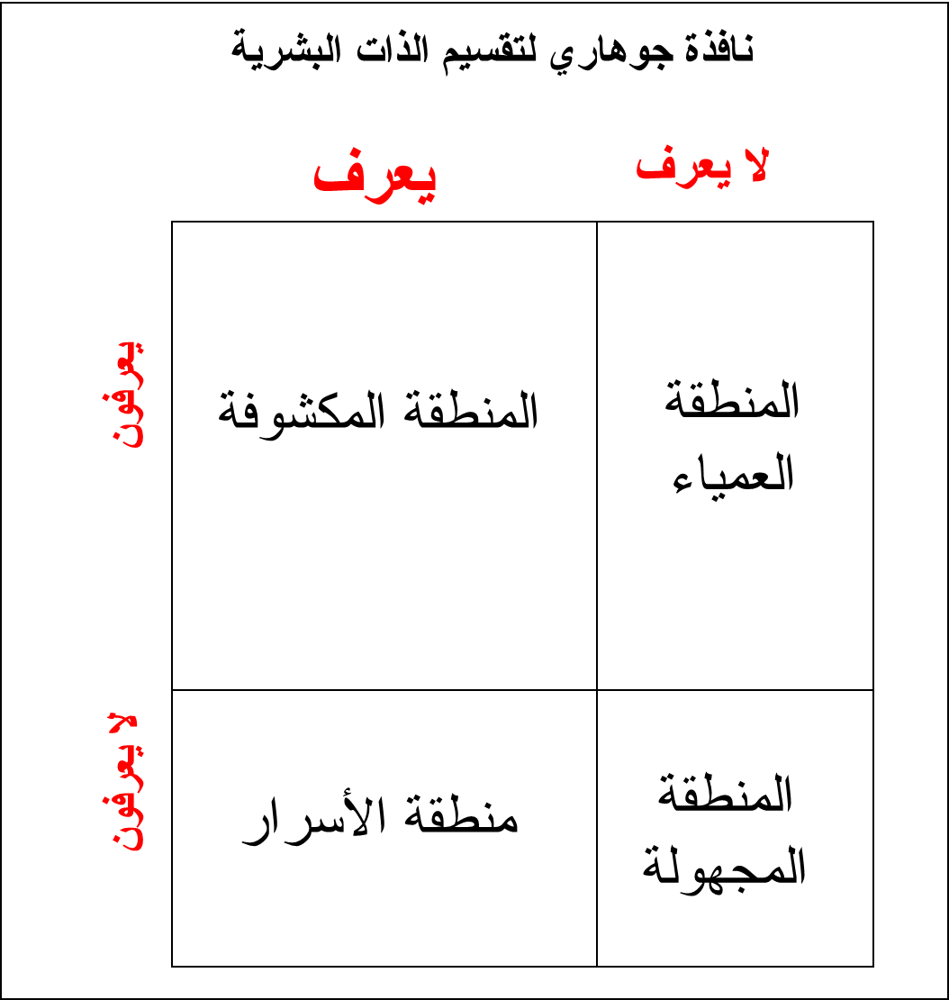 نافذة جوهاري لتقسيم الذات البشرية
لا يعرف
يعرف
يعرفون
المنطقة
العمياء
المنطقة المكشوفة
لا يعرفون
المنطقة
المجهولة
منطقة الأسرار